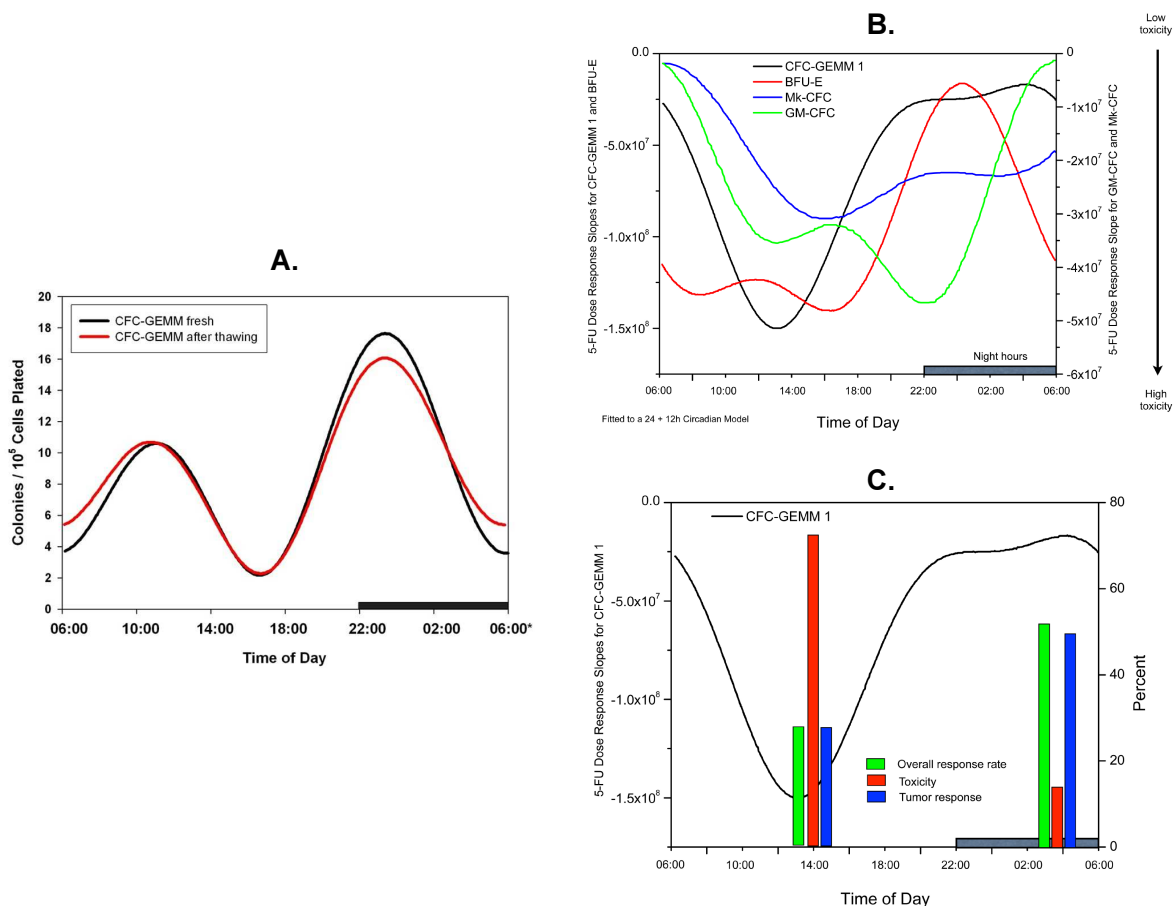 A.
20
18
16
14
12
10
8
6
4
2
0
Colonies / 10⁵ Cells Plated
CFC-GEMM fresh
CFC-GEMM after thawing
06:00 10:00 14:00 18:00 22:00 02:00 06:00*
Time of Day
B.
0.0
-5.0x10⁷
-1.0x10⁸
-1.5x10⁸
5-FU Dose Response Slopes for CFC-GEMM 1 and BFU-E
CFC-GEMM 1
BFU-E
Mk-CFC
GM-CFC
0
-1x10⁷
-2x10⁷
-3x10⁷
-4x10⁷
-5x10⁷
-6x10⁷
5-FU Dose Response Slope for GM-CFC and Mk-CFC
Night hours
06:00 10:00 14:00 18:00 22:00 02:00 06:00
Fitted to a 24 + 12h Circadian Model
Time of Day
Low
toxicity
High
toxicity
C.
0.0
-5.0x10⁷
-1.0x10⁸
-1.5x10⁸
5-FU Dose Response Slopes for CFC-GEMM 1
CFC-GEMM 1
Overall response rate
Toxicity
Tumor response
80
60
40
20
0
Percent
06:00 10:00 14:00 18:00 22:00 02:00 06:00
Time of Day